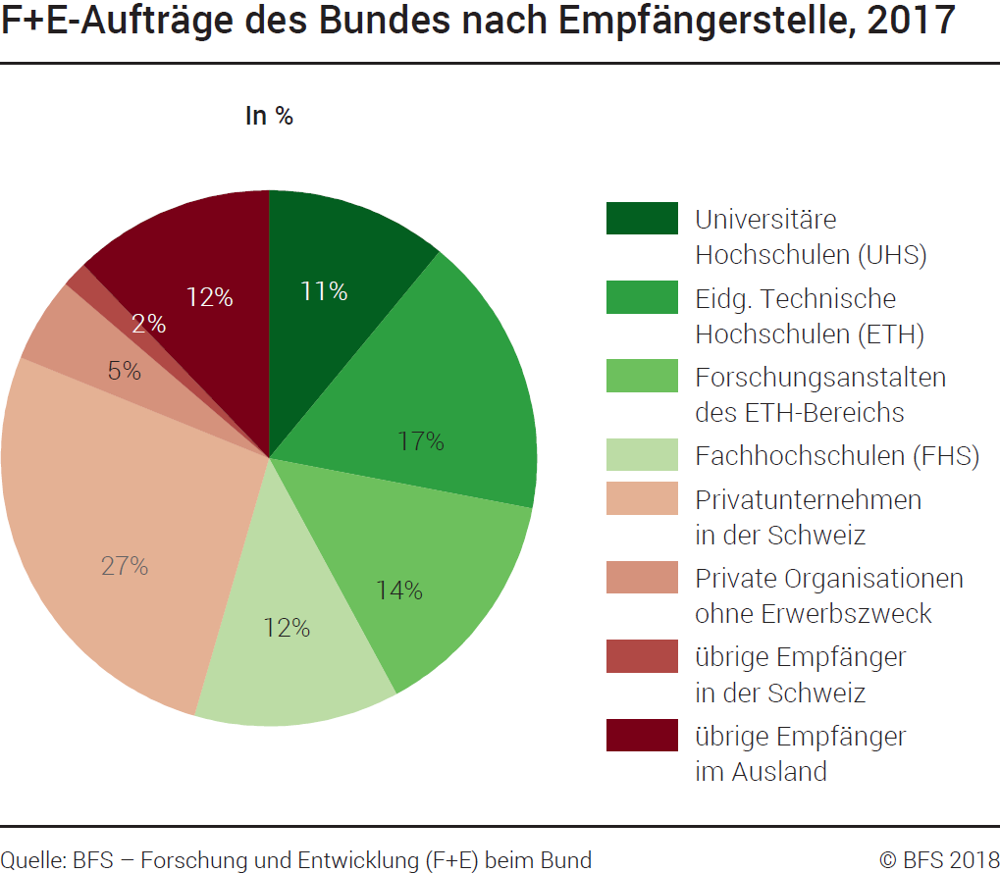 F+E-Aufträge des Bundes nach Empfängerstelle, 2017
In %
12%
11%
2%
5%
17%
27%
14%
12%
Universitäre
Hochschulen (UHS)
Eidg. Technische
Hochschulen (ETH)
Forschungsanstalten
des ETH-Bereichs
Fachhochschulen (FHS)
Privatunternehmen
in der Schweiz
Private Organisationen
ohne Erwerbszweck
übrige Empfänger
in der Schweiz
übrige Empfänger
im Ausland
Quelle: BFS – Forschung und Entwicklung (F+E) beim Bund
© BFS 2018